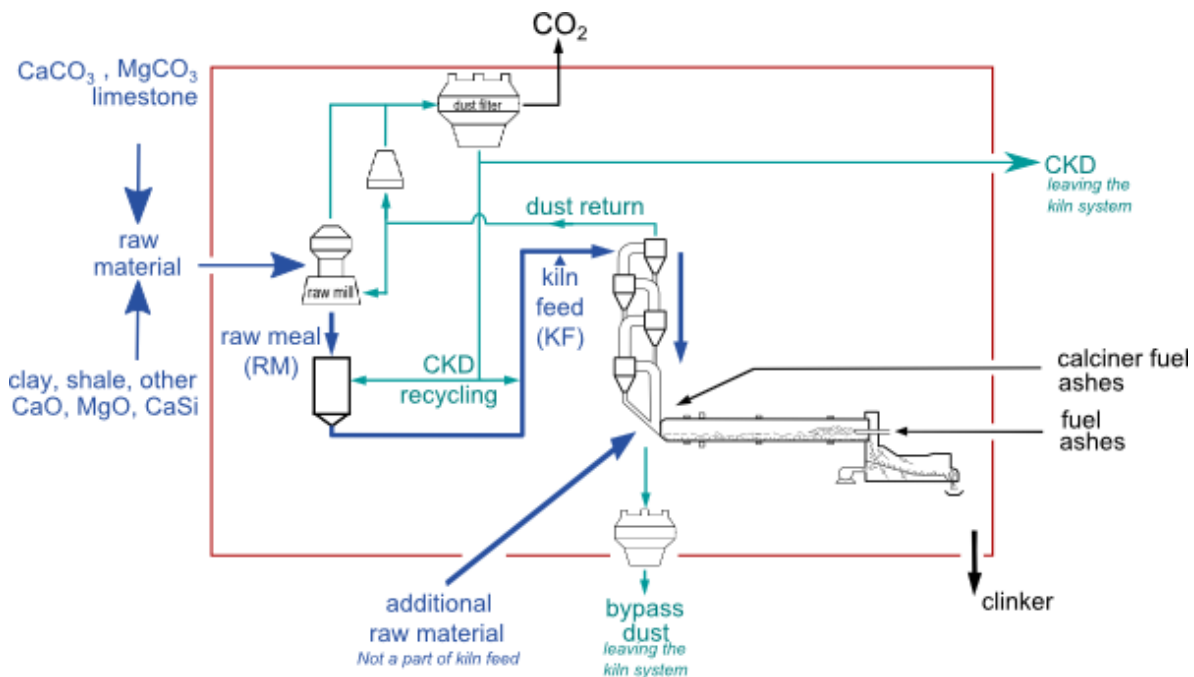 CO₂
CaCO₃ , MgCO₃
limestone
dust filter
CKD
leaving the
kiln system
dust return
raw
material
raw mill
kiln
feed
(KF)
raw meal
(RM)
CKD
recycling
clay, shale, other
CaO, MgO, CaSi
calciner fuel
ashes
fuel
ashes
additional
raw material
Not a part of kiln feed
bypass
dust
leaving the
kiln system
clinker